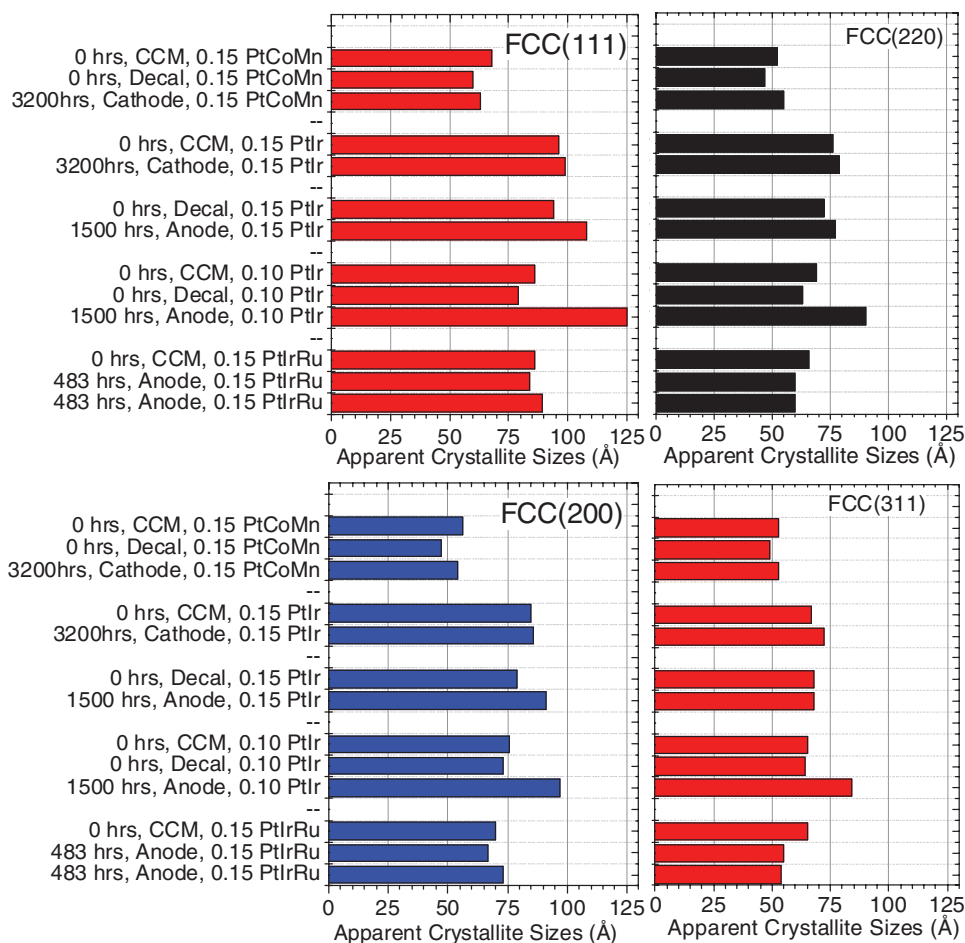 FCC(111)
0 hrs, CCM, 0.15 PtCoMn
0 hrs, Decal, 0.15 PtCoMn
3200hrs, Cathode, 0.15 PtCoMn
--
0 hrs, CCM, 0.15 PtIr
3200hrs, Cathode, 0.15 PtIr
--
0 hrs, Decal, 0.15 PtIr
1500 hrs, Anode, 0.15 PtIr
--
0 hrs, CCM, 0.10 PtIr
0 hrs, Decal, 0.10 PtIr
1500 hrs, Anode, 0.10 PtIr
--
0 hrs, CCM, 0.15 PtIrRu
483 hrs, Anode, 0.15 PtIrRu
483 hrs, Anode, 0.15 PtIrRu
0 25 50 75 100 125
Apparent Crystallite Sizes (Å)
FCC(220)
0 25 50 75 100 125
Apparent Crystallite Sizes (Å)
FCC(200)
0 hrs, CCM, 0.15 PtCoMn
0 hrs, Decal, 0.15 PtCoMn
3200hrs, Cathode, 0.15 PtCoMn
--
0 hrs, CCM, 0.15 PtIr
3200hrs, Cathode, 0.15 PtIr
--
0 hrs, Decal, 0.15 PtIr
1500 hrs, Anode, 0.15 PtIr
--
0 hrs, CCM, 0.10 PtIr
0 hrs, Decal, 0.10 PtIr
1500 hrs, Anode, 0.10 PtIr
--
0 hrs, CCM, 0.15 PtIrRu
483 hrs, Anode, 0.15 PtIrRu
483 hrs, Anode, 0.15 PtIrRu
0 25 50 75 100 125
Apparent Crystallite Sizes (Å)
FCC(311)
0 25 50 75 100 125
Apparent Crystallite Sizes (Å)